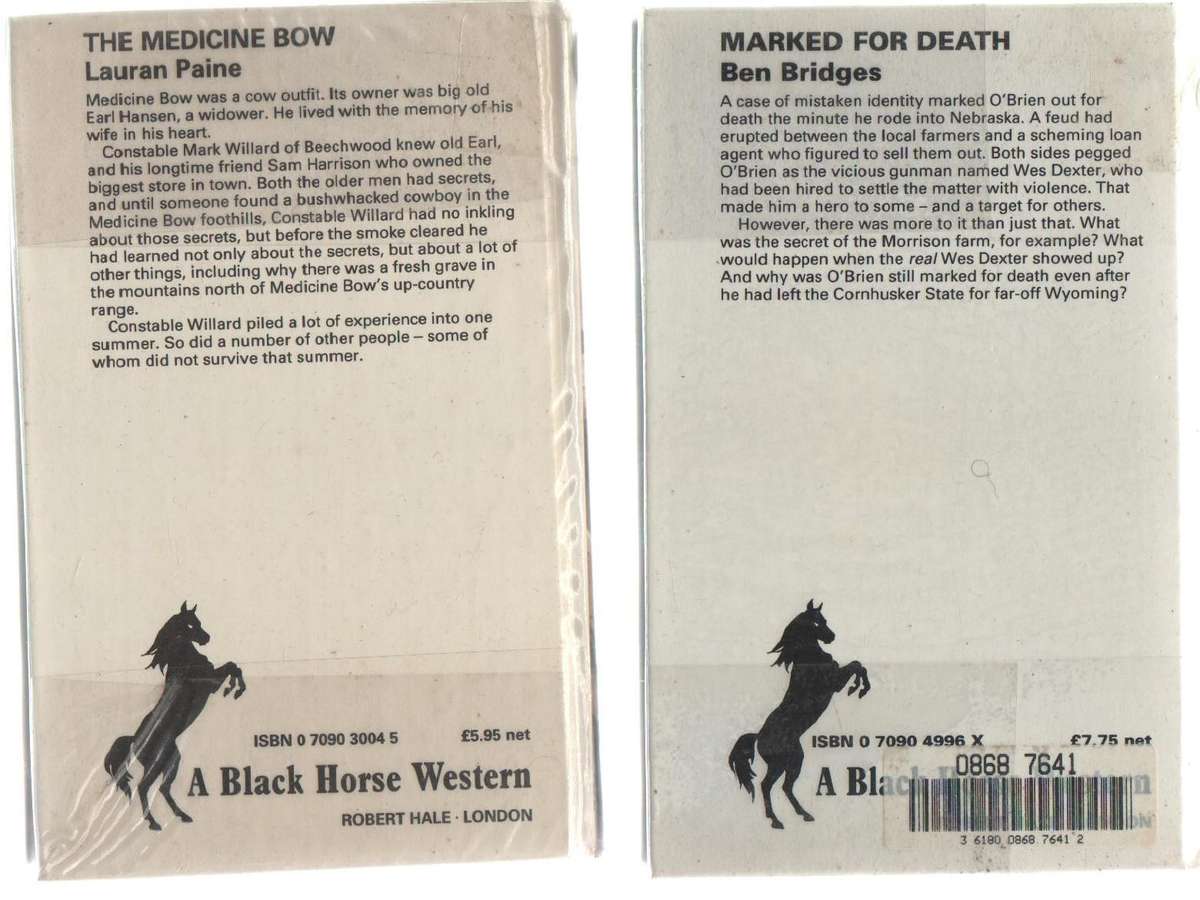 THE MEDICINE BOW
Lauran Paine
Medicine Bow was a cow outfit. Its owner was big old
Earl Hansen, a widower. He lived with the memory of his
wife in his heart.
Constable Mark Willard of Beechwood knew old Earl,
and his longtime friend Sam Harrison who owned the
biggest store in town. Both the older men had secrets,
and until someone found a bushwhacked cowboy in the
Medicine Bow foothills, Constable Willard had no inkling
about those secrets, but before the smoke cleared he
had learned not only about the secrets, but about a lot of
other things, including why there was a fresh grave in
the mountains north of Medicine Bow's up-country
range.
Constable Willard piled a lot of experience into one
summer. So did a number of other people – some of
whom did not survive that summer.
ISBN 0 7090 3004 5 £5.95 net
A Black Horse Western
ROBERT HALE · LONDON
MARKED FOR DEATH
Ben Bridges
A case of mistaken identity marked O'Brien out for
death the minute he rode into Nebraska. A feud had
erupted between the local farmers and a scheming loan
agent who figured to sell them out. Both sides pegged
O'Brien as the vicious gunman named Wes Dexter, who
had been hired to settle the matter with violence. That
made him a hero to some – and a target for others.
However, there was more to it than just that. What
was the secret of the Morrison farm, for example? What
would happen when the real Wes Dexter showed up?
And why was O'Brien still marked for death even after
he had left the Cornhusker State for far-off Wyoming?
ISBN 0 7090 4996 X £7.75 net
A Black Western
0868 7641
3 6180 0868 7641 2